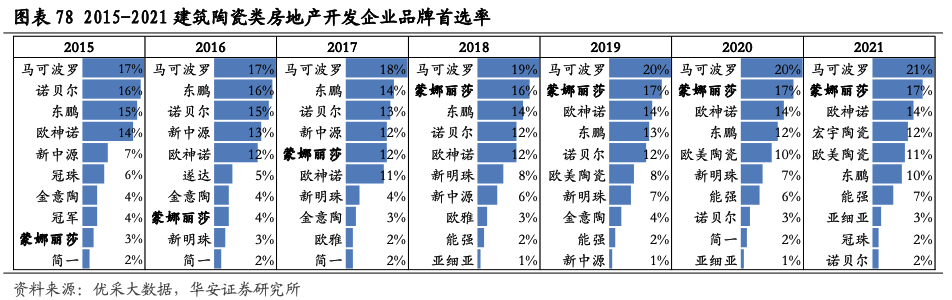 图表 78 2015-2021 建筑陶瓷类房地产开发企业品牌首选率
2015 2016 2017 2018 2019 2020 2021
马可波罗 17% 马可波罗 17% 马可波罗 18% 马可波罗 19% 马可波罗 20% 马可波罗 20% 马可波罗 21%
诺贝尔 16% 东鹏 16% 东鹏 14% 蒙娜丽莎 16% 蒙娜丽莎 17% 蒙娜丽莎 17% 蒙娜丽莎 17%
东鹏 15% 诺贝尔 15% 诺贝尔 13% 东鹏 14% 欧神诺 14% 欧神诺 14% 欧神诺 14%
欧神诺 14% 新中源 13% 新中源 12% 诺贝尔 12% 东鹏 13% 东鹏 12% 宏宇陶瓷 12%
新中源 7% 欧神诺 12% 蒙娜丽莎 12% 欧神诺 12% 诺贝尔 12% 欧美陶瓷 10% 欧美陶瓷 11%
冠珠 6% 遂达 5% 欧神诺 11% 新明珠 8% 欧美陶瓷 8% 新明珠 7% 东鹏 10%
金意陶 4% 金意陶 4% 新明珠 4% 新中源 6% 新明珠 7% 能强 6% 能强 7%
冠军 4% 蒙娜丽莎 4% 金意陶 3% 欧雅 3% 金意陶 4% 诺贝尔 3% 亚细亚 3%
蒙娜丽莎 3% 新明珠 3% 欧雅 2% 能强 2% 能强 2% 简一 2% 冠珠 2%
简一 2% 简一 2% 简一 2% 亚细亚 1% 新中源 1% 亚细亚 1% 诺贝尔 2%
资料来源：优采大数据，华安证券研究所